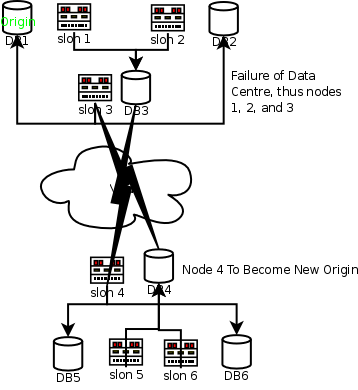 Origin
DB1
slon 1
slon 2
DB2
slon 3
DB3
Failure of Data
Centre, thus nodes
1, 2, and 3
slon 4
DB4
Node 4 To Become New Origin
DB5
slon 5
slon 6
DB6